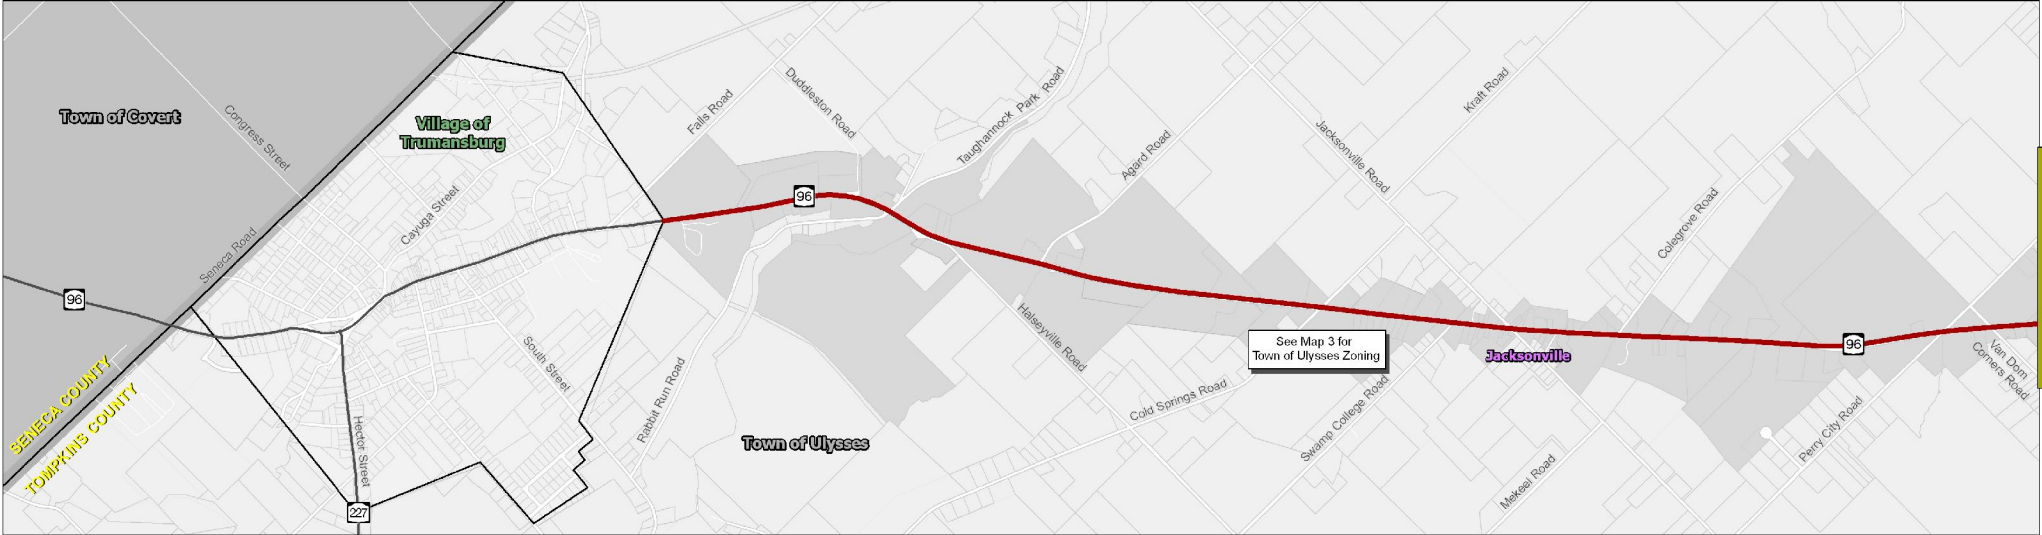 Town of Covert
Congress Street
Village of
Trumansburg
Cayuga Street
Seneca Road
96
SENECA COUNTY
TOMPKINS COUNTY
Hector Street
227
South Street
Rabbit Run Road
Falls Road
Duddleston Road
96
Taughannock Park Road
Agard Road
Halseyville Road
Town of Ulysses
Cold Springs Road
See Map 3 for
Town of Ulysses Zoning
Swamp College Road
Jacksonville Road
Kraft Road
Jacksonville
Colegrove Road
Mekeel Road
96
Perry City Road
Van Dorn
Corners Road